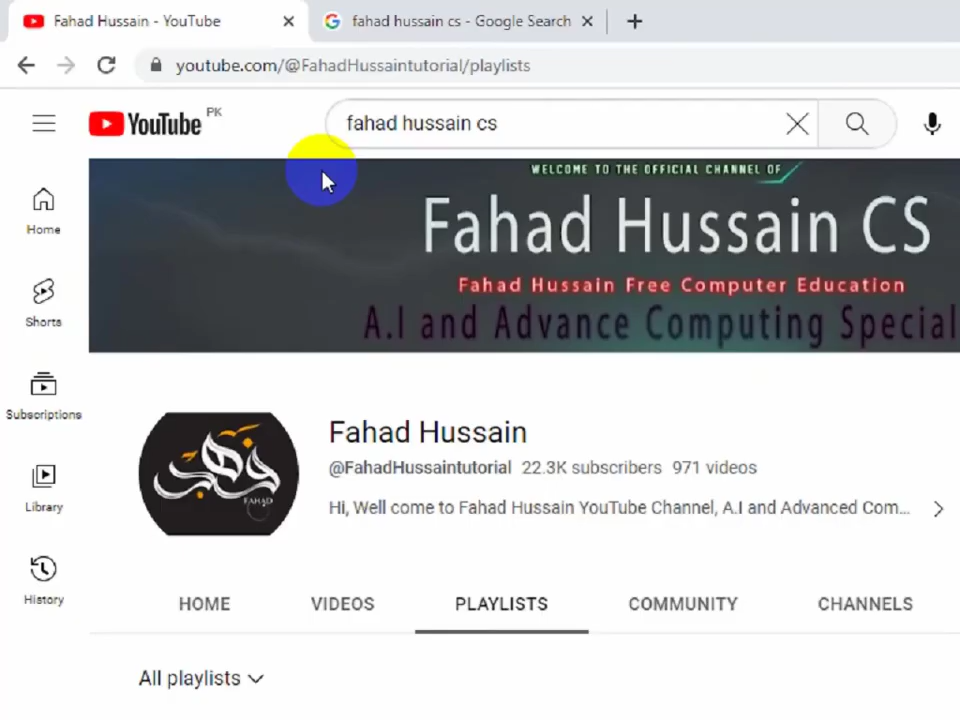 Fahad Hussain - YouTube
fahad hussain cs - Google Search
youtube.com/@FahadHussaintutorial/playlists
YouTube PK
fahad hussain cs
Home
Shorts
Subscriptions
Library
History
WELCOME TO THE OFFICIAL CHANNEL OF
Fahad Hussain CS
Fahad Hussain Free Computer Education
A.I and Advance Computing Special
فہد
FAHAD
Fahad Hussain
@FahadHussaintutorial 22.3K subscribers 971 videos
Hi, Well come to Fahad Hussain YouTube Channel, A.I and Advanced Com...
HOME VIDEOS PLAYLISTS COMMUNITY CHANNELS
All playlists